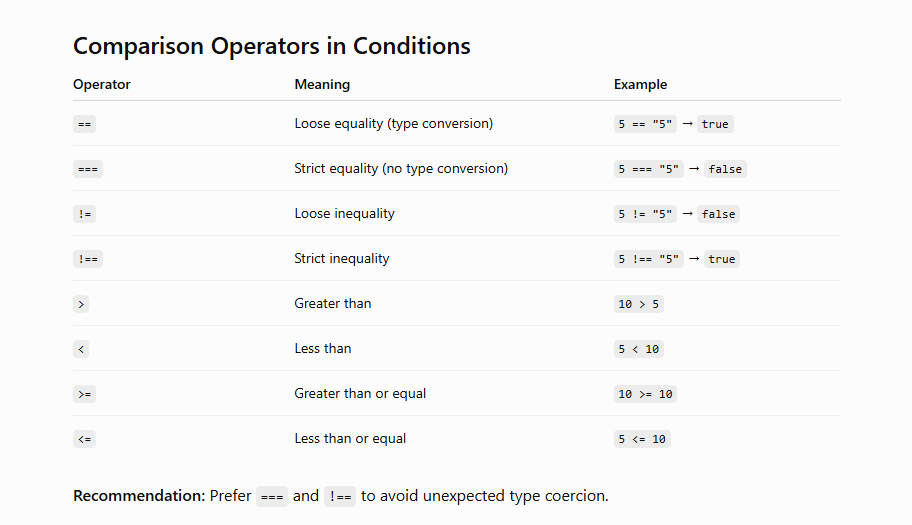 Comparison Operators in Conditions
Operator Meaning Example
== Loose equality (type conversion) 5 == "5" → true
=== Strict equality (no type conversion) 5 === "5" → false
!= Loose inequality 5 != "5" → false
!== Strict inequality 5 !== "5" → true
> Greater than 10 > 5
< Less than 5 < 10
>= Greater than or equal 10 >= 10
<= Less than or equal 5 <= 10
Recommendation: Prefer === and !== to avoid unexpected type coercion.